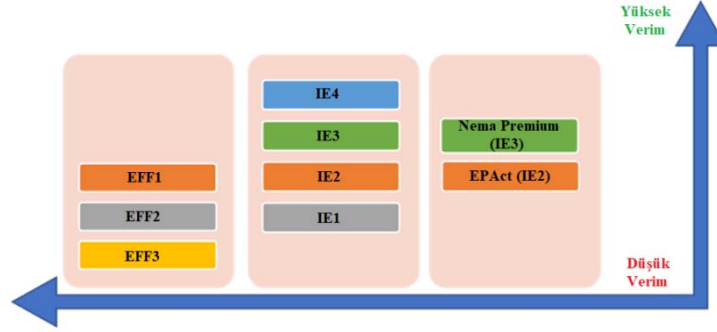 Yüksek
Verim
IE4
IE3
Nema Premium
(IE3)
EFF1
IE2
EPAct (IE2)
EFF2
IE1
EFF3
Düşük
Verim